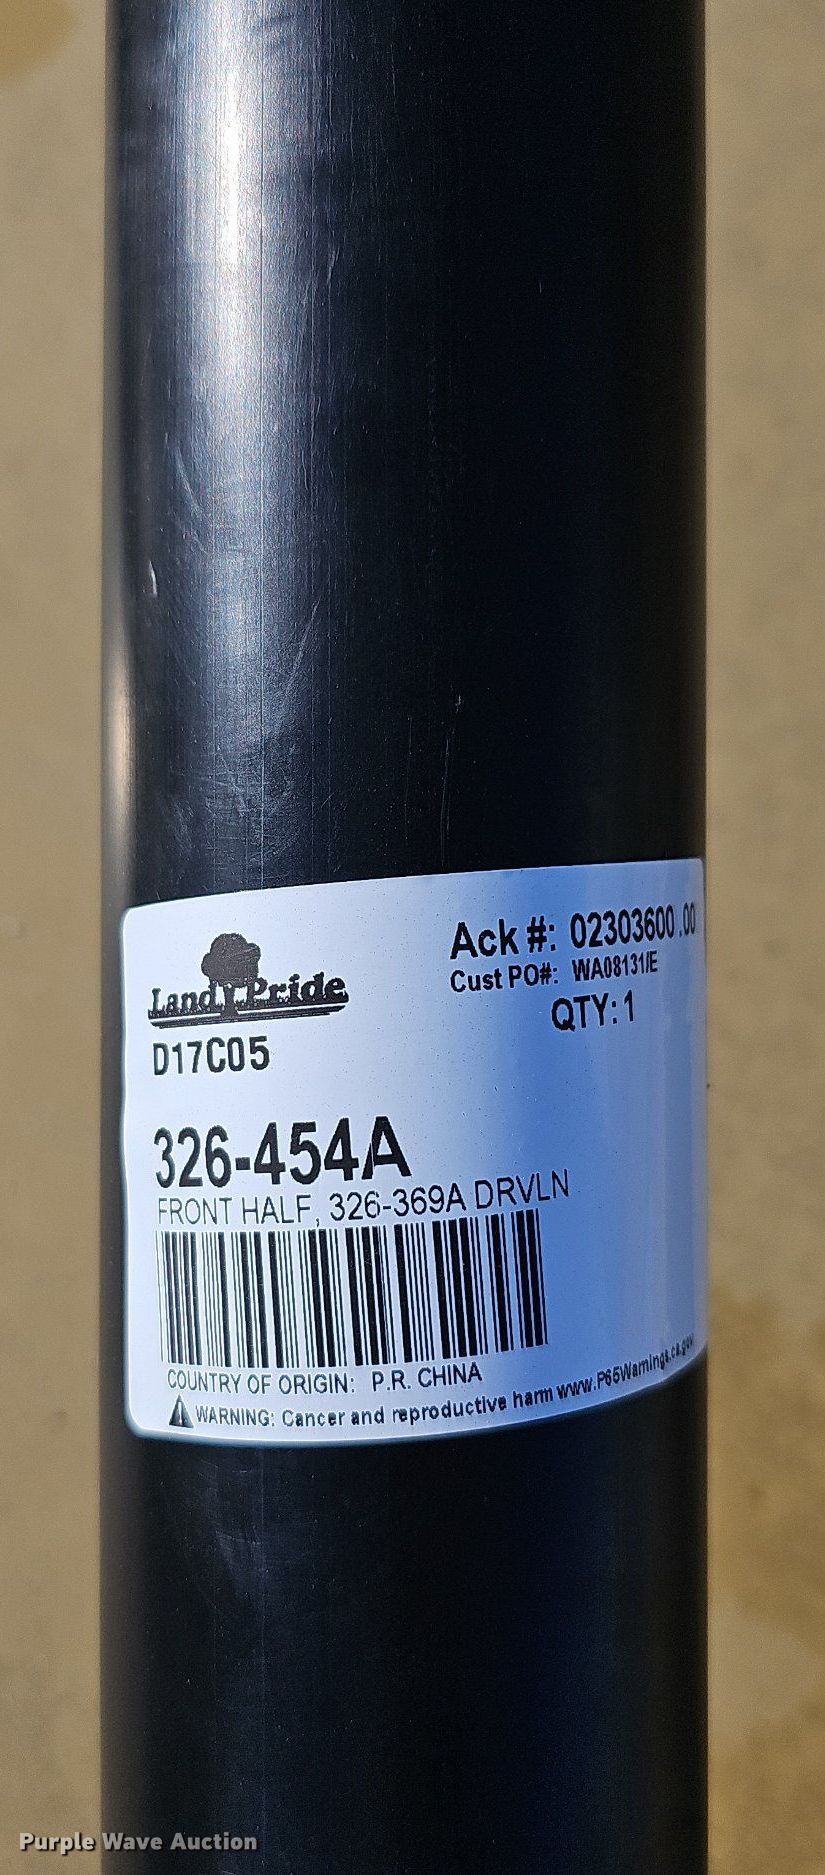 Land Pride
Ack #: 02303600.00
Cust PO#: WA08131/E
QTY: 1
D17C05
326-454A
FRONT HALF, 326-369A DRVLN
COUNTRY OF ORIGIN: P.R. CHINA
WARNING: Cancer and reproductive harm www.P65Warnings.ca.gov
Purple Wave Auction